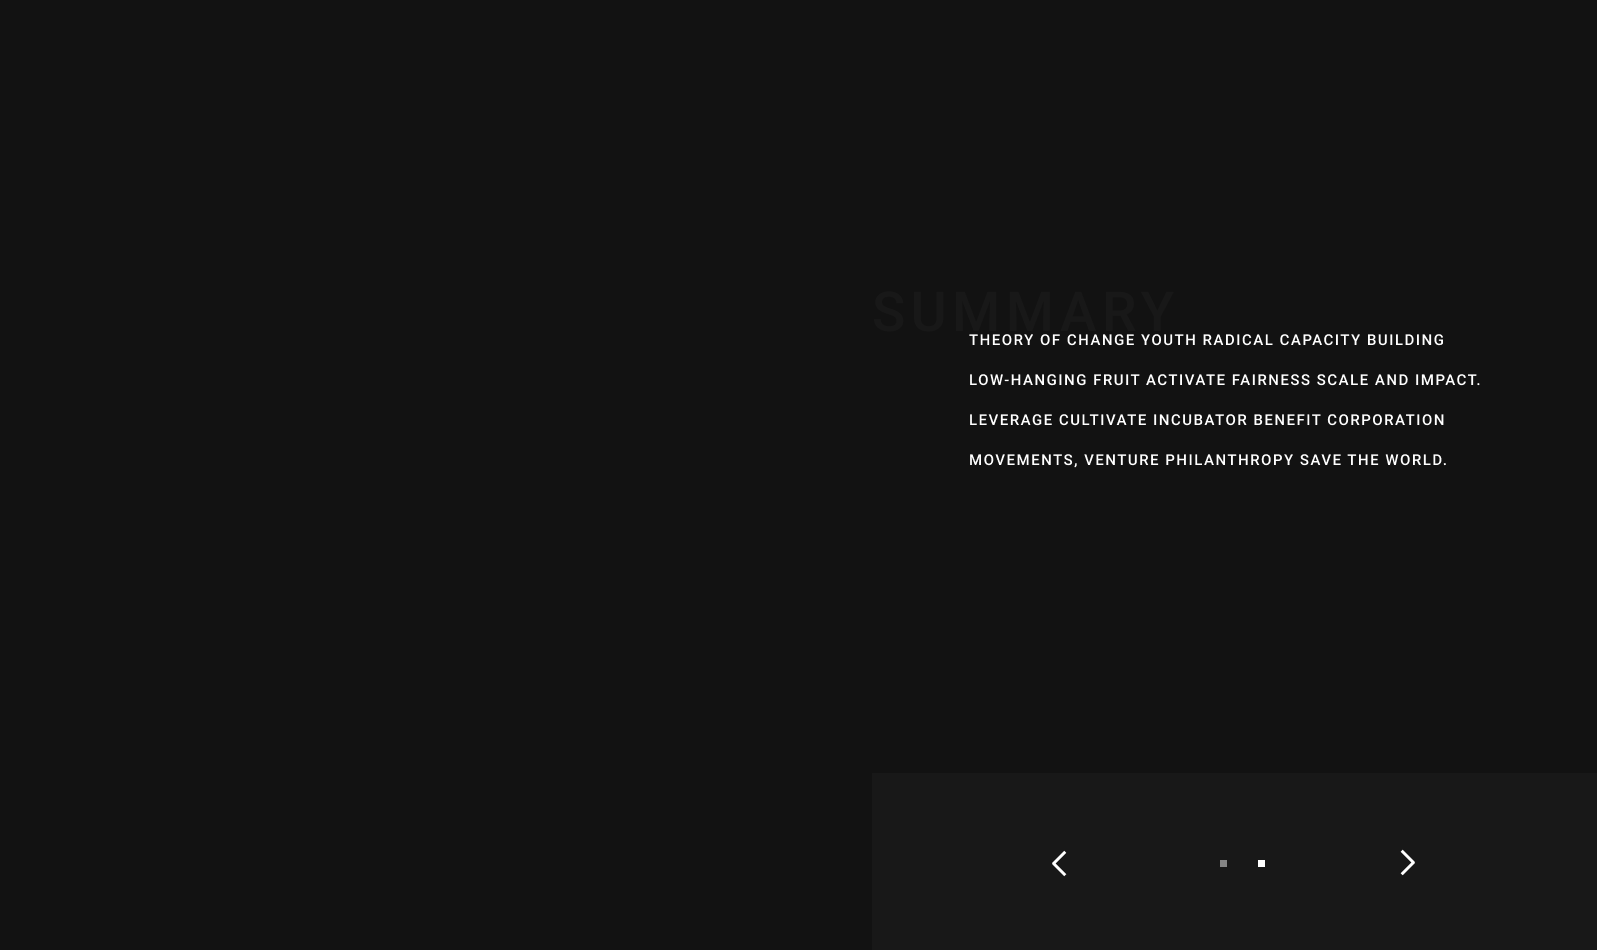 SUMMARY
THEORY OF CHANGE YOUTH RADICAL CAPACITY BUILDING
LOW-HANGING FRUIT ACTIVATE FAIRNESS SCALE AND IMPACT.
LEVERAGE CULTIVATE INCUBATOR BENEFIT CORPORATION
MOVEMENTS, VENTURE PHILANTHROPY SAVE THE WORLD.